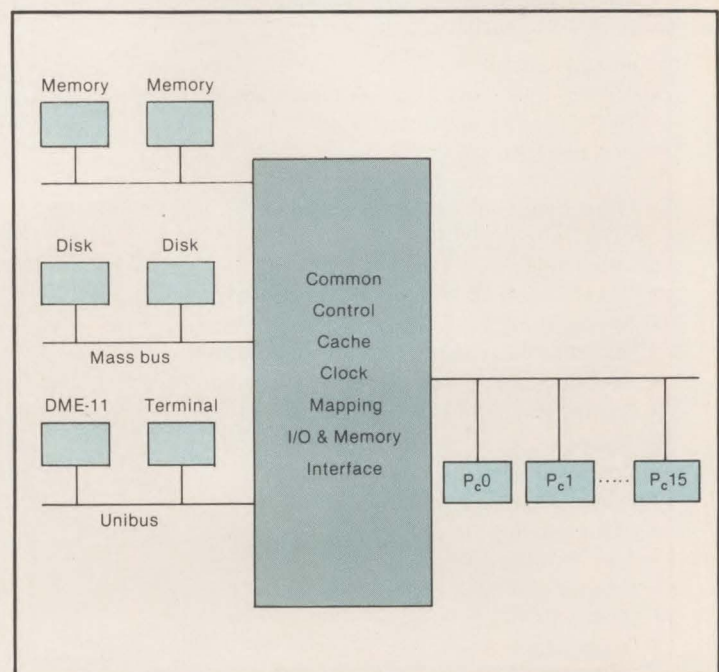 Memory Memory
Disk Disk
Mass bus
DME-11 Terminal
Unibus
Common
Control
Cache
Clock
Mapping
I/O & Memory
Interface
Pc0 Pc1 ..... Pc15